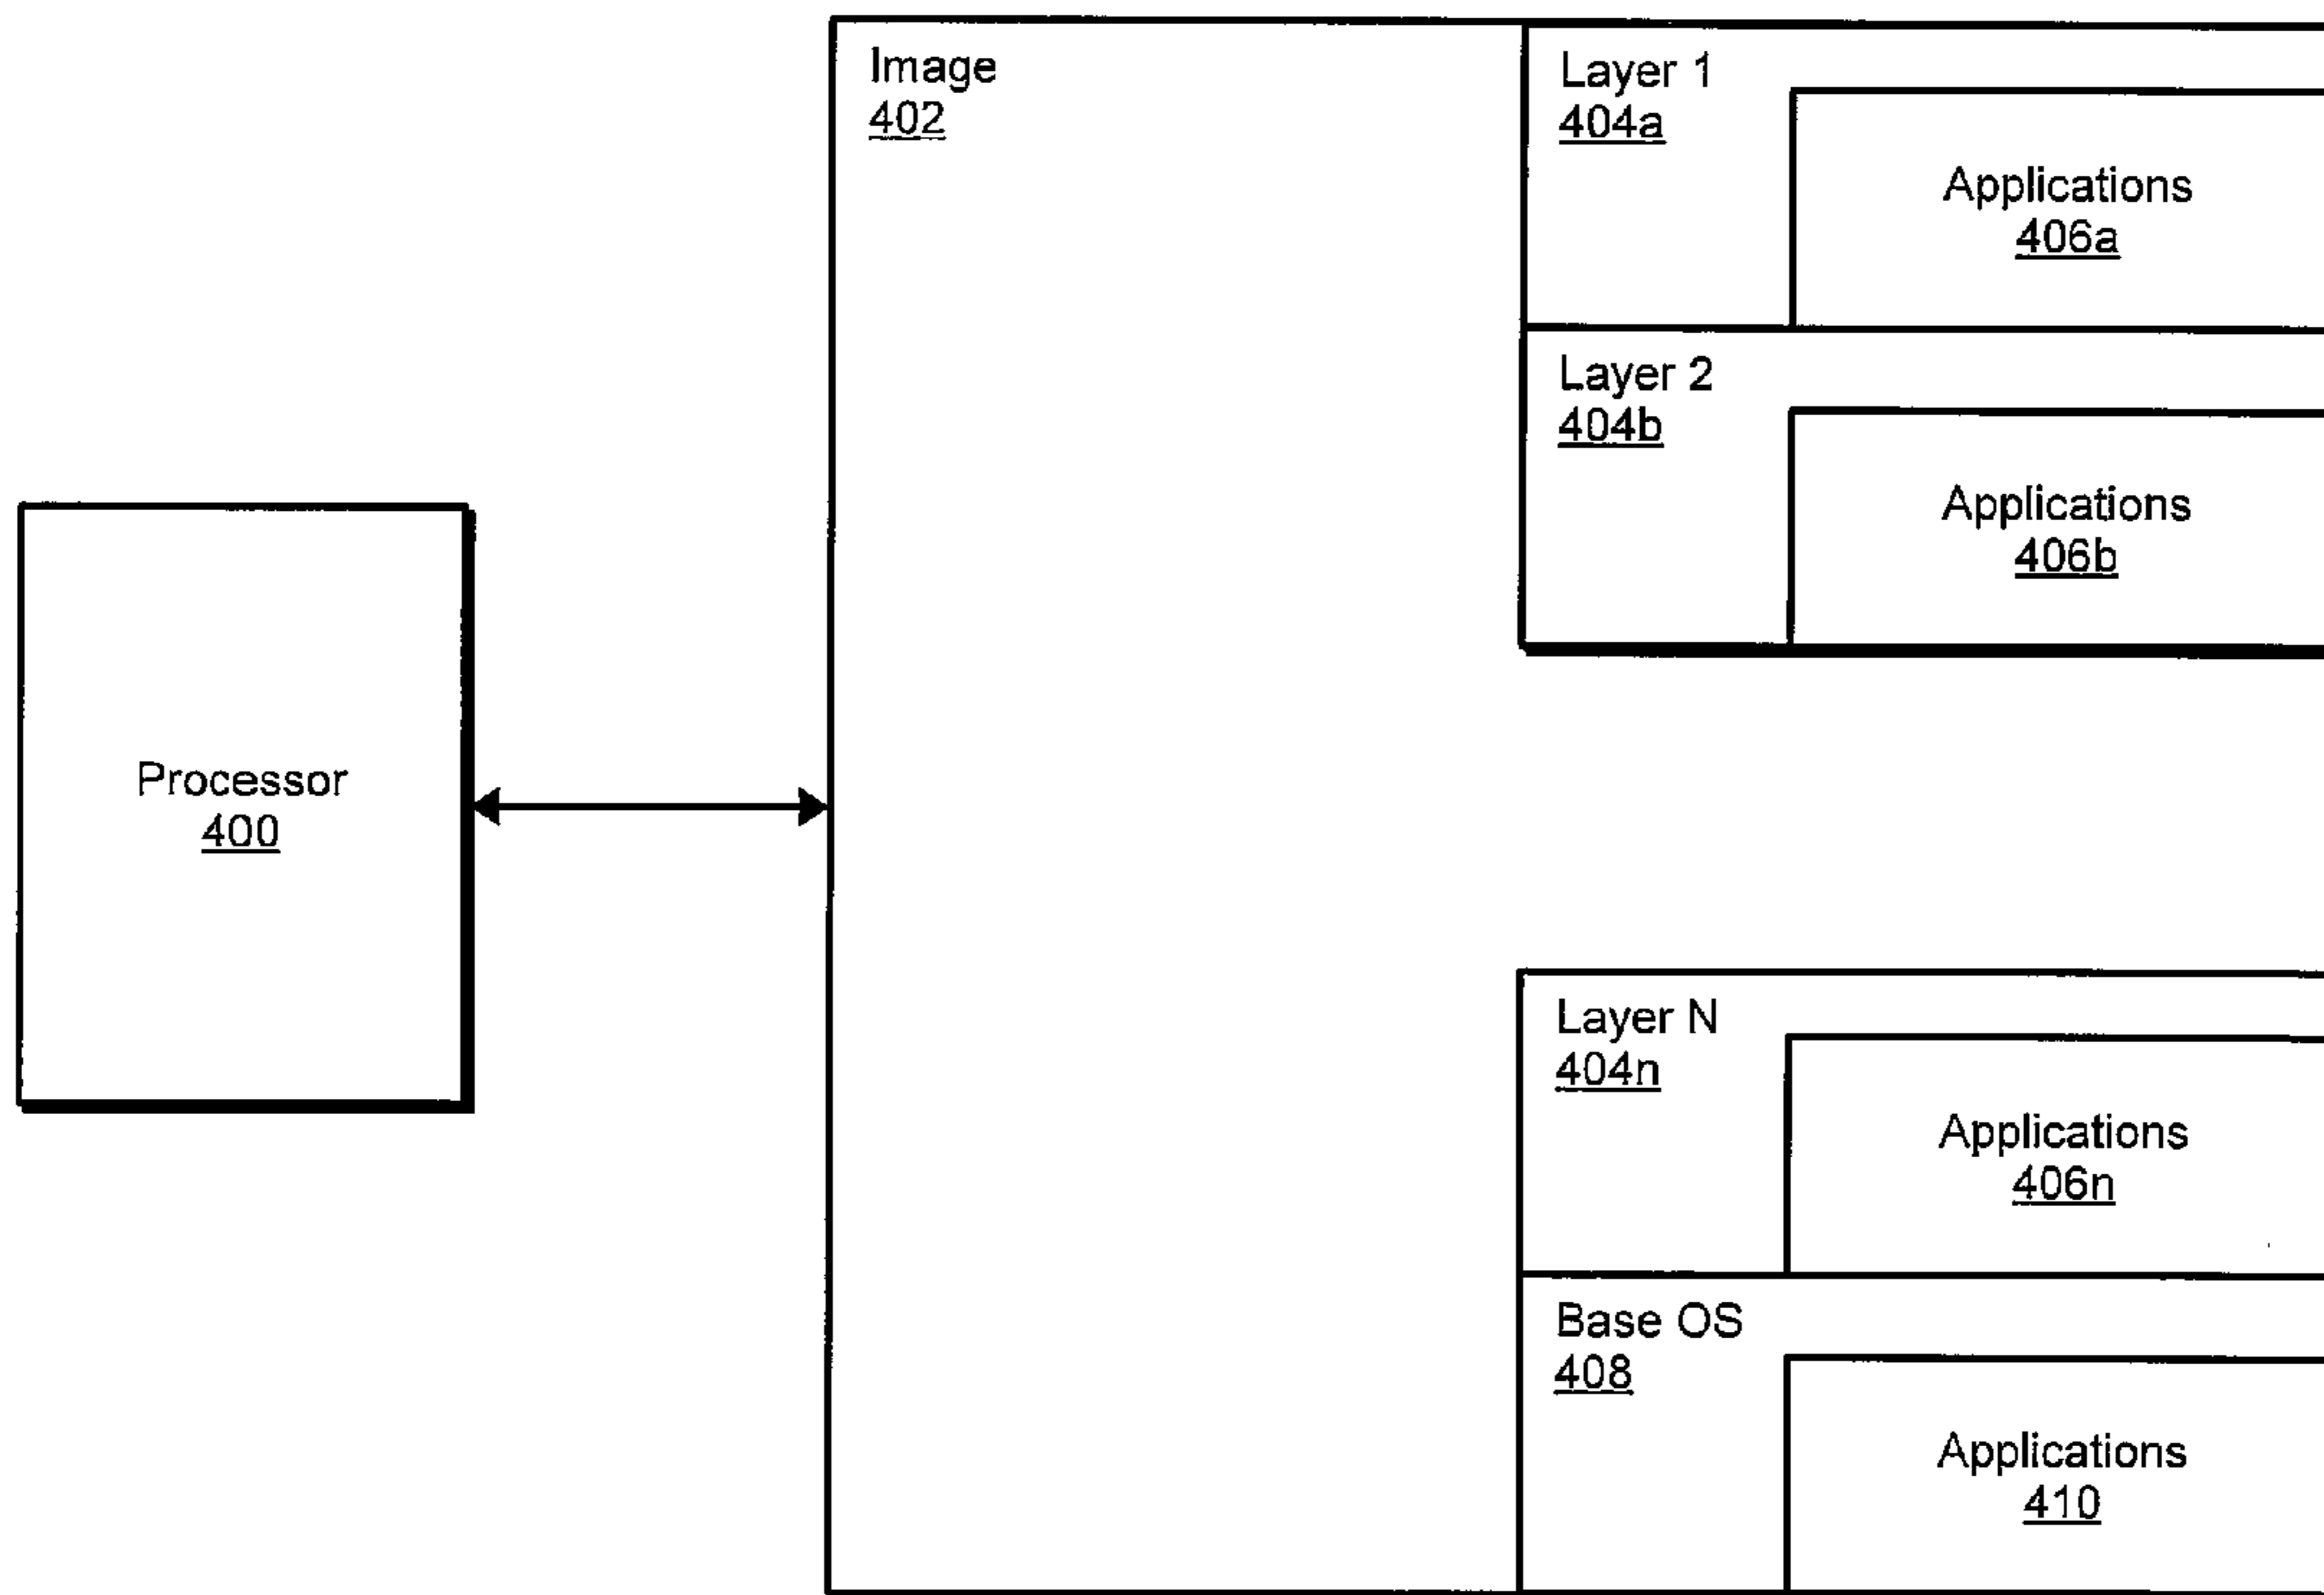 Image
402
Layer 1
404a
Applications
406a
Layer 2
404b
Applications
406b
Processor
400
Layer N
404n
Applications
406n
Base OS
408
Applications
410